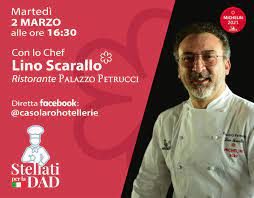 Martedì
2 MARZO
alle ore 16:30
Con lo Chef
Lino Scarallo
Ristorante PALAZZO PETRUCCI
Diretta facebook:
@casolarohotellerie
Stellati
per la
DAD
MICHELIN
2021